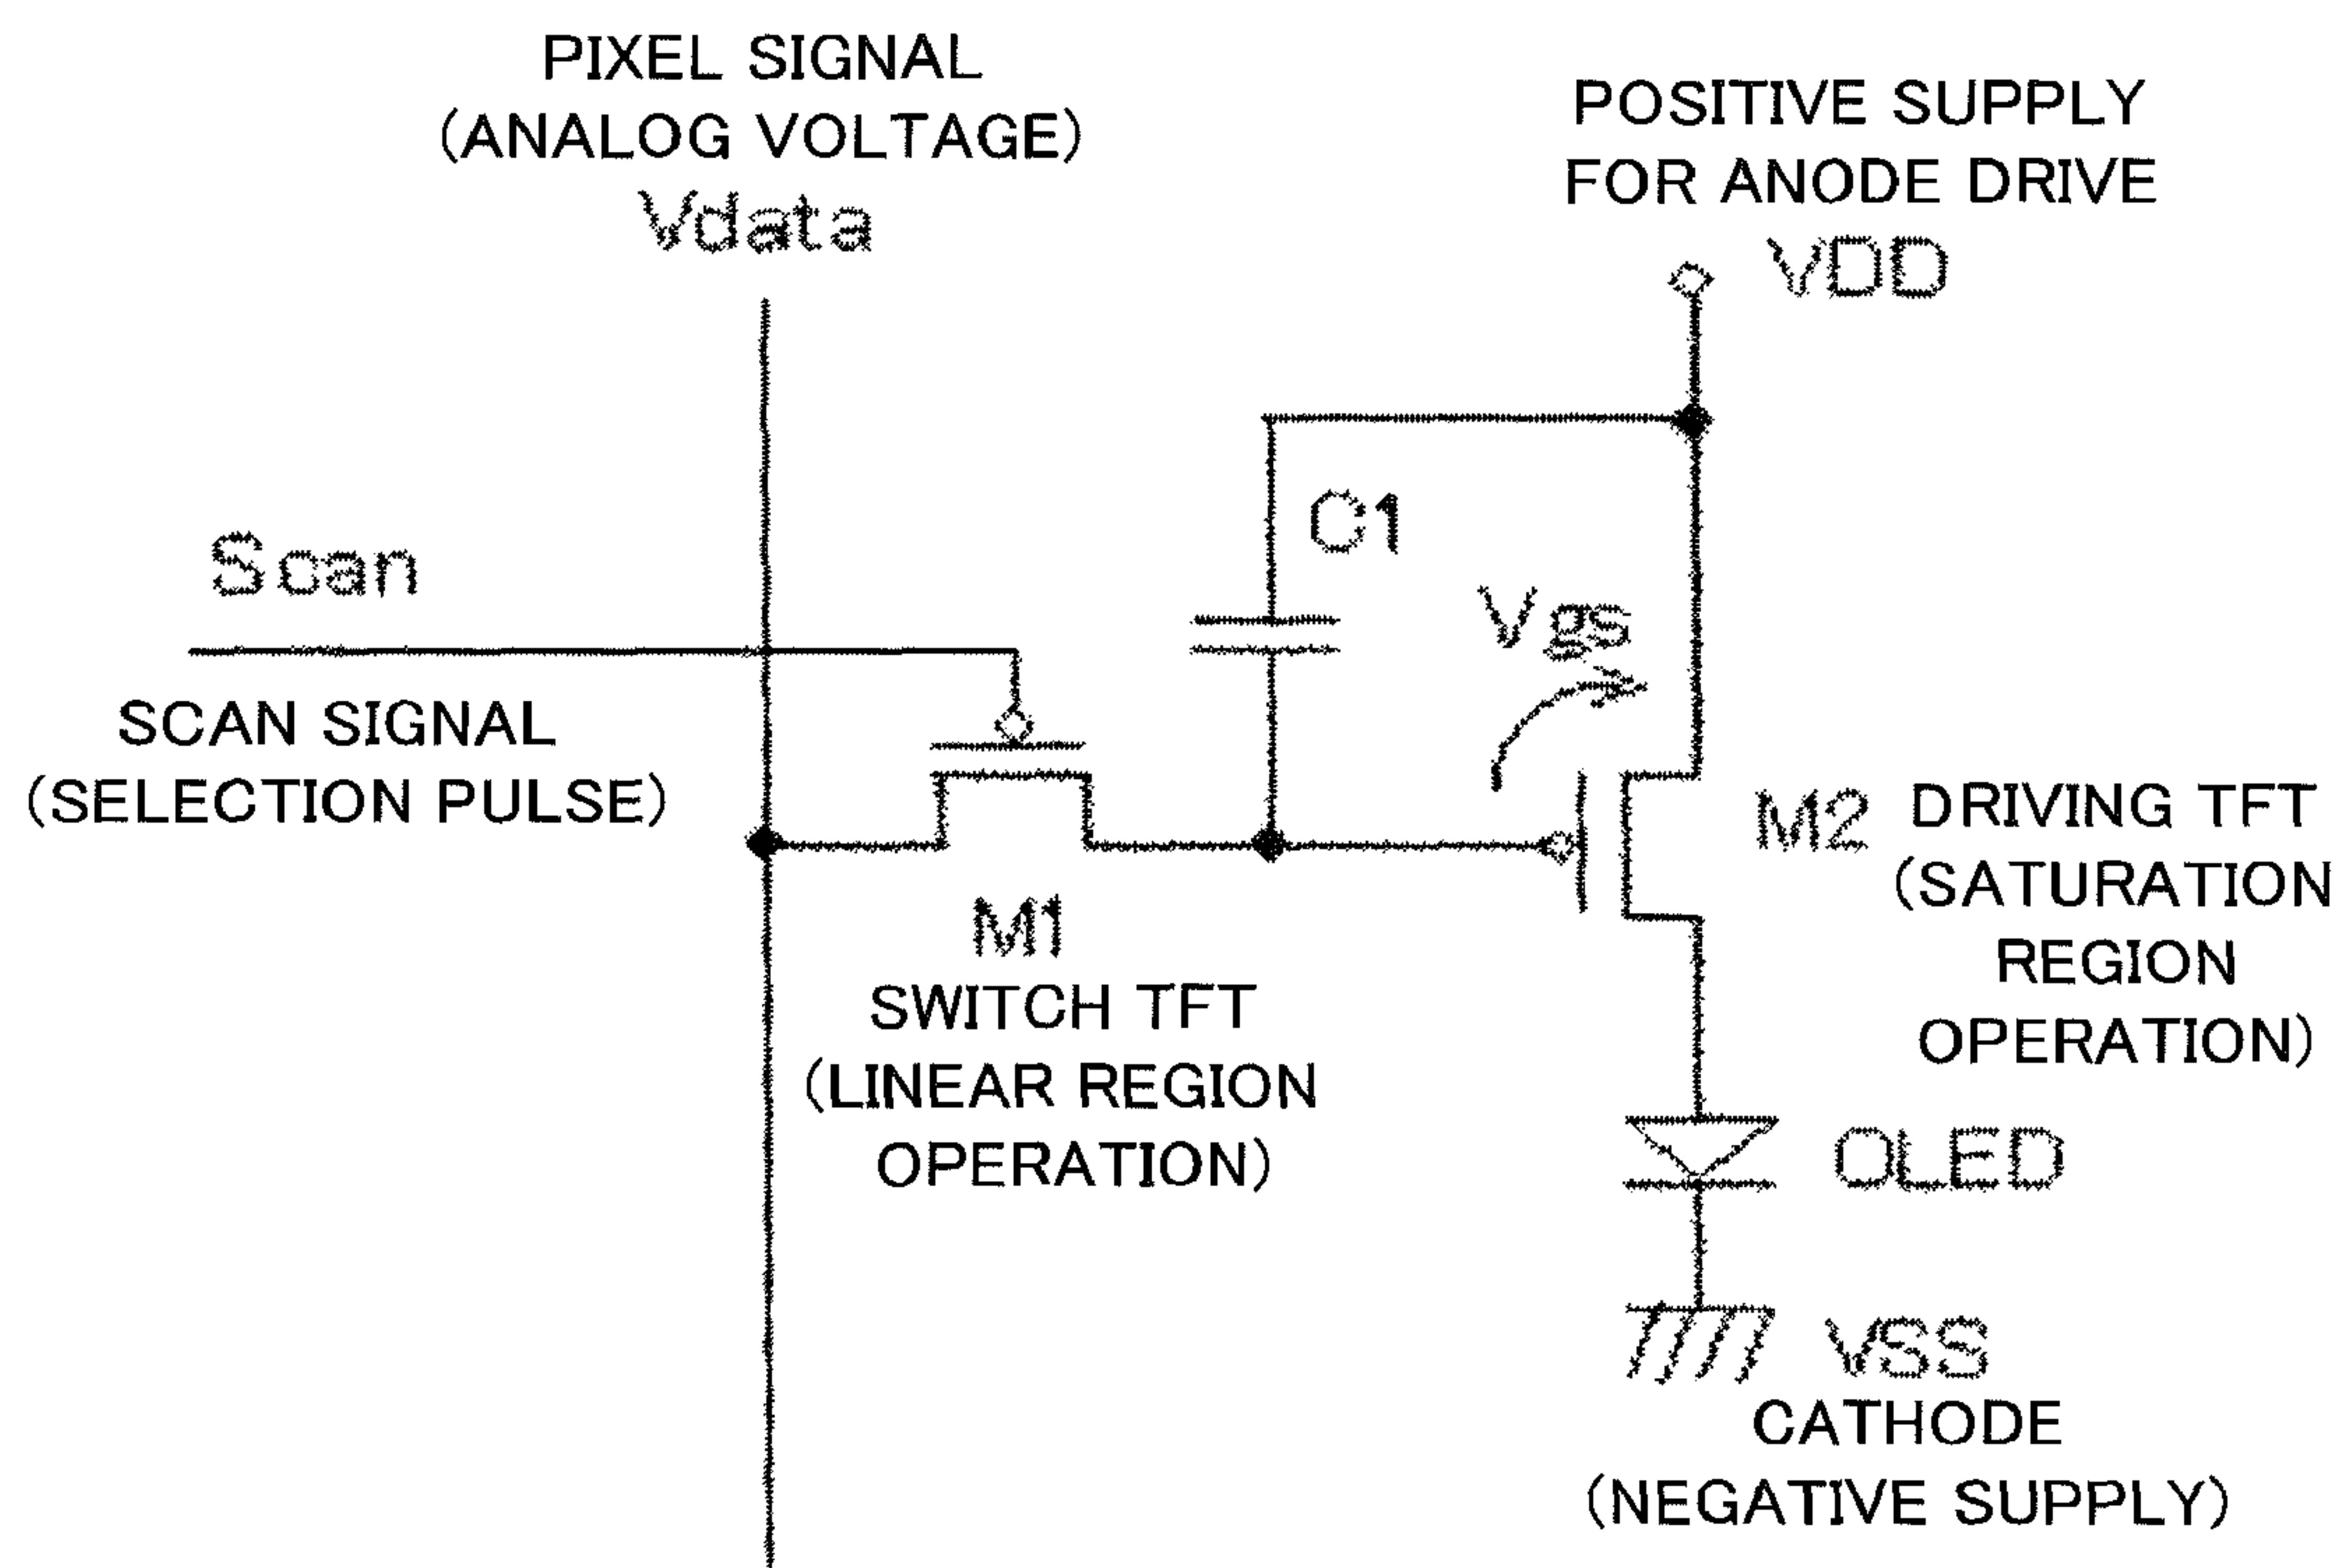 PIXEL SIGNAL
(ANALOG VOLTAGE)
Vdata
POSITIVE SUPPLY
FOR ANODE DRIVE
VDD
C1
Scan
Vgs
SCAN SIGNAL
(SELECTION PULSE)
M2 DRIVING TFT
(SATURATION
REGION
OPERATION)
M1
SWITCH TFT
(LINEAR REGION
OPERATION)
OLED
VSS
CATHODE
(NEGATIVE SUPPLY)